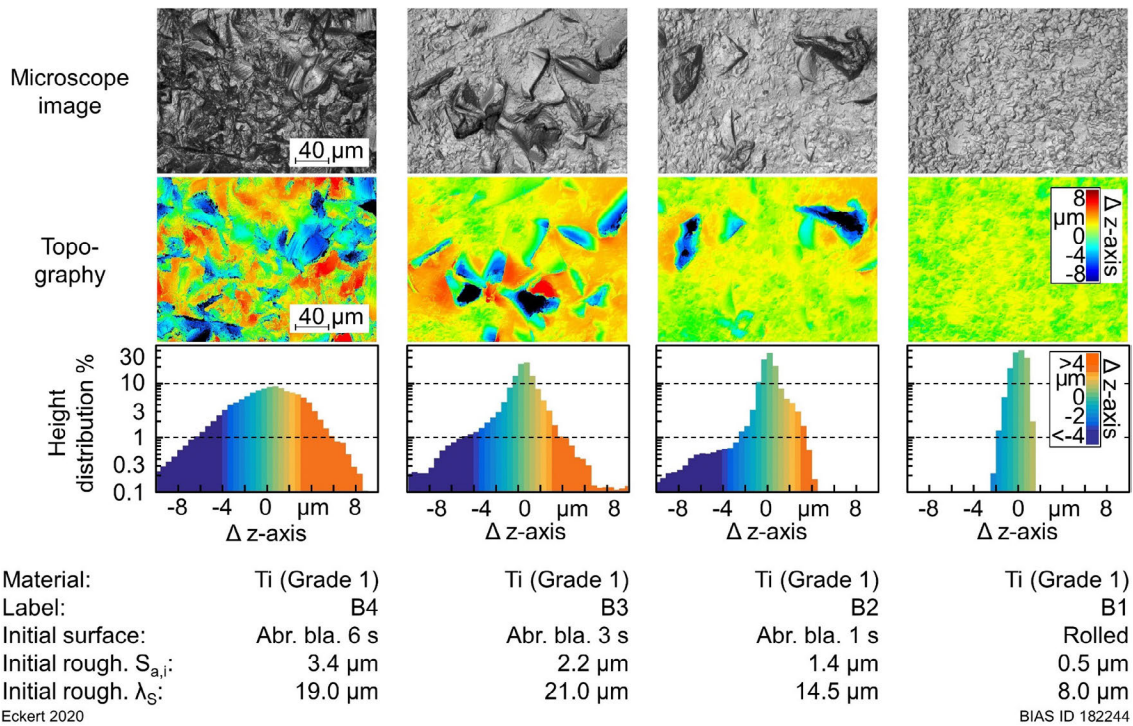 Microscope
image
40 µm
Topo-
graphy
40 µm
8
µm
0
-4
-8
Δ z-axis
Height
distribution %
30
10
3
1
0.3
0.1
>4
µm
0
-2
<-4
Δ z-axis
-8 -4 0 µm 8
-8 -4 0 µm 8
-8 -4 0 µm 8
-8 -4 0 µm 8
Δ z-axis Δ z-axis Δ z-axis Δ z-axis
Material: Ti (Grade 1) Ti (Grade 1) Ti (Grade 1) Ti (Grade 1)
Label: B4 B3 B2 B1
Initial surface: Abr. bla. 6 s Abr. bla. 3 s Abr. bla. 1 s Rolled
Initial rough. Sa,i: 3.4 µm 2.2 µm 1.4 µm 0.5 µm
Initial rough. λS: 19.0 µm 21.0 µm 14.5 µm 8.0 µm
Eckert 2020 BIAS ID 182244